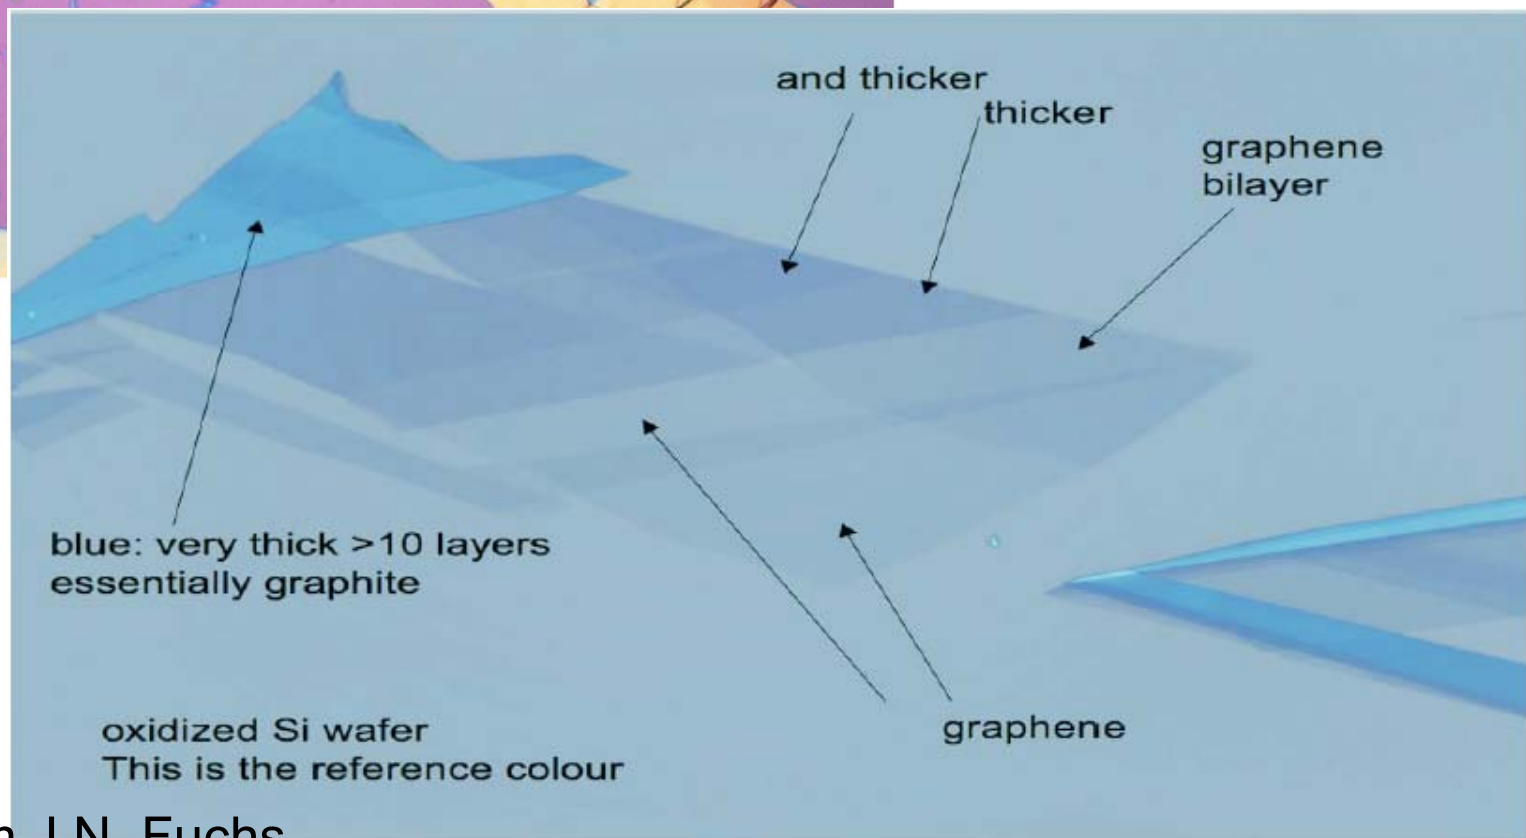 and thicker
thicker
graphene
bilayer
blue: very thick >10 layers
essentially graphite
graphene
oxidized Si wafer
This is the reference colour
J.N. Fuchs